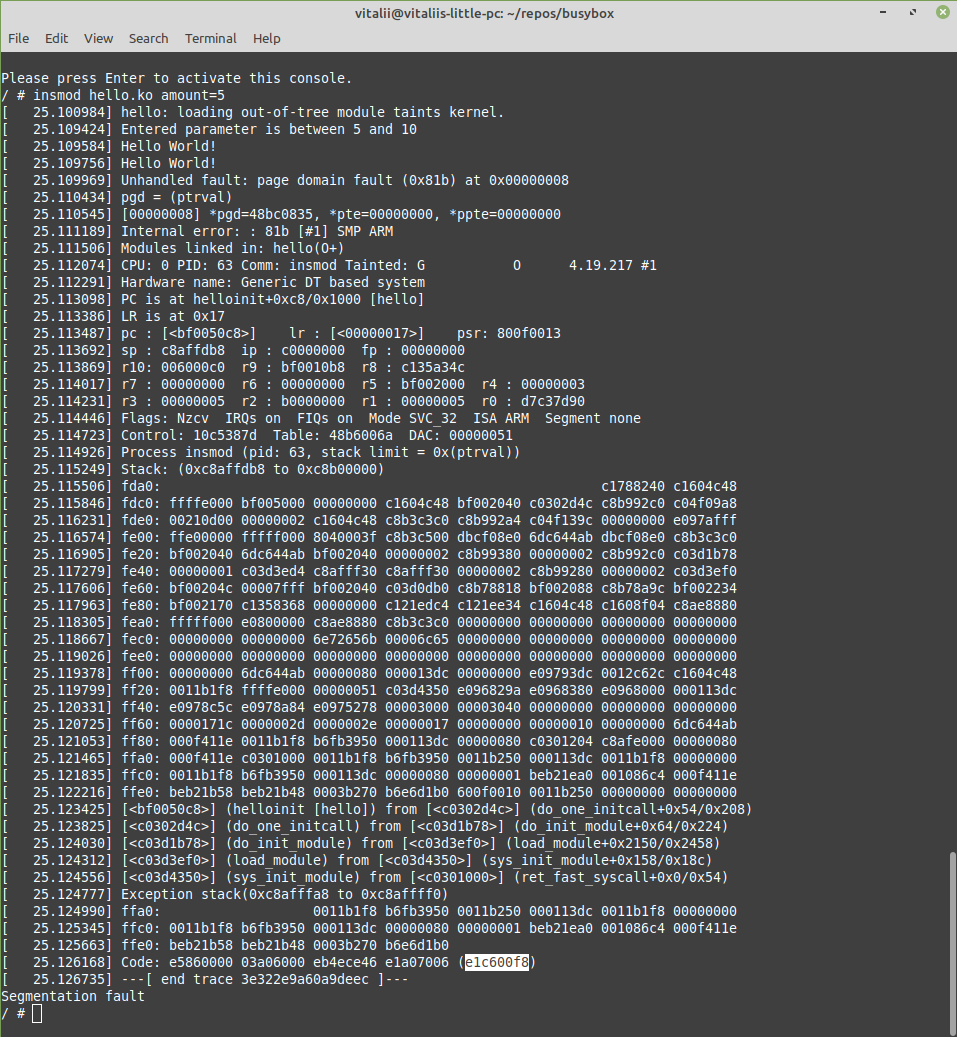 vitalii@vitaliis-little-pc: ~/repos/busybox
File Edit View Search Terminal Help
Please press Enter to activate this console.
/ # insmod hello.ko amount=5
[   25.100984] hello: loading out-of-tree module taints kernel.
[   25.109424] Entered parameter is between 5 and 10
[   25.109584] Hello World!
[   25.109756] Hello World!
[   25.109969] Unhandled fault: page domain fault (0x81b) at 0x00000008
[   25.110434] pgd = (ptrval)
[   25.110545] [00000008] *pgd=48bc0835, *pte=00000000, *ppte=00000000
[   25.111189] Internal error: : 81b [#1] SMP ARM
[   25.111506] Modules linked in: hello(O+)
[   25.112074] CPU: 0 PID: 63 Comm: insmod Tainted: G           O      4.19.217 #1
[   25.112291] Hardware name: Generic DT based system
[   25.113098] PC is at helloinit+0xc8/0x1000 [hello]
[   25.113386] LR is at 0x17
[   25.113487] pc : [<bf0050c8>]    lr : [<00000017>]    psr: 800f0013
[   25.113692] sp : c8affdb8  ip : c0000000  fp : 00000000
[   25.113869] r10: 006000c0  r9 : bf0010b8  r8 : c135a34c
[   25.114017] r7 : 00000000  r6 : 00000000  r5 : bf002000  r4 : 00000003
[   25.114231] r3 : 00000005  r2 : b0000000  r1 : 00000005  r0 : d7c37d90
[   25.114446] Flags: Nzcv  IRQs on  FIQs on  Mode SVC_32  ISA ARM  Segment none
[   25.114723] Control: 10c5387d  Table: 48b6006a  DAC: 00000051
[   25.114926] Process insmod (pid: 63, stack limit = 0x(ptrval))
[   25.115249] Stack: (0xc8affdb8 to 0xc8b00000)
[   25.115506] fda0:                                                       c1788240 c1604c48
[   25.115846] fdc0: ffffe000 bf005000 00000000 c1604c48 bf002040 c0302d4c c8b992c0 c04f09a8
[   25.116231] fde0: 00210d00 00000002 c1604c48 c8b3c3c0 c8b992a4 c04f139c 00000000 e097afff
[   25.116574] fe00: ffe00000 fffff000 8040003f c8b3c500 dbcf08e0 6dc644ab dbcf08e0 c8b3c3c0
[   25.116905] fe20: bf002040 6dc644ab bf002040 00000002 c8b99380 00000002 c8b992c0 c03d1b78
[   25.117279] fe40: 00000001 c03d3ed4 c8afff30 c8afff30 00000002 c8b99280 00000002 c03d3ef0
[   25.117606] fe60: bf00204c 00007fff bf002040 c03d0db0 c8b78818 bf002088 c8b78a9c bf002234
[   25.117963] fe80: bf002170 c1358368 00000000 c121edc4 c121ee34 c1604c48 c1608f04 c8ae8880
[   25.118305] fea0: fffff000 e0800000 c8ae8880 c8b3c3c0 00000000 00000000 00000000 00000000
[   25.118667] fec0: 00000000 00000000 6e72656b 00006c65 00000000 00000000 00000000 00000000
[   25.119026] fee0: 00000000 00000000 00000000 00000000 00000000 00000000 00000000 00000000
[   25.119378] ff00: 00000000 6dc644ab 00000080 000013dc 00000000 e09793dc 0012c62c c1604c48
[   25.119799] ff20: 0011b1f8 ffffe000 00000051 c03d4350 e096829a e0968380 e0968000 000113dc
[   25.120331] ff40: e0978c5c e0978a84 e0975278 00003000 00003040 00000000 00000000 00000000
[   25.120725] ff60: 0000171c 0000002d 0000002e 00000017 00000000 00000010 00000000 6dc644ab
[   25.121053] ff80: 000f411e 0011b1f8 b6fb3950 000113dc 00000080 c0301204 c8afe000 00000080
[   25.121465] ffa0: 000f411e c0301000 0011b1f8 b6fb3950 0011b250 000113dc 0011b1f8 00000000
[   25.121835] ffc0: 0011b1f8 b6fb3950 000113dc 00000080 00000001 beb21ea0 001086c4 000f411e
[   25.122216] ffe0: beb21b58 beb21b48 0003b270 b6e6d1b0 600f0010 0011b250 00000000 00000000
[   25.123425] [<bf0050c8>] (helloinit [hello]) from [<c0302d4c>] (do_one_initcall+0x54/0x208)
[   25.123825] [<c0302d4c>] (do_one_initcall) from [<c03d1b78>] (do_init_module+0x64/0x224)
[   25.124030] [<c03d1b78>] (do_init_module) from [<c03d3ef0>] (load_module+0x2150/0x2458)
[   25.124312] [<c03d3ef0>] (load_module) from [<c03d4350>] (sys_init_module+0x158/0x18c)
[   25.124556] [<c03d4350>] (sys_init_module) from [<c0301000>] (ret_fast_syscall+0x0/0x54)
[   25.124777] Exception stack(0xc8afffa8 to 0xc8affff0)
[   25.124990] ffa0:                   0011b1f8 b6fb3950 0011b250 000113dc 0011b1f8 00000000
[   25.125345] ffc0: 0011b1f8 b6fb3950 000113dc 00000080 00000001 beb21ea0 001086c4 000f411e
[   25.125663] ffe0: beb21b58 beb21b48 0003b270 b6e6d1b0
[   25.126168] Code: e5860000 03a06000 eb4ece46 e1a07006 (e1c600f8)
[   25.126735] ---[ end trace 3e322e9a60a9deec ]---
Segmentation fault
/ #